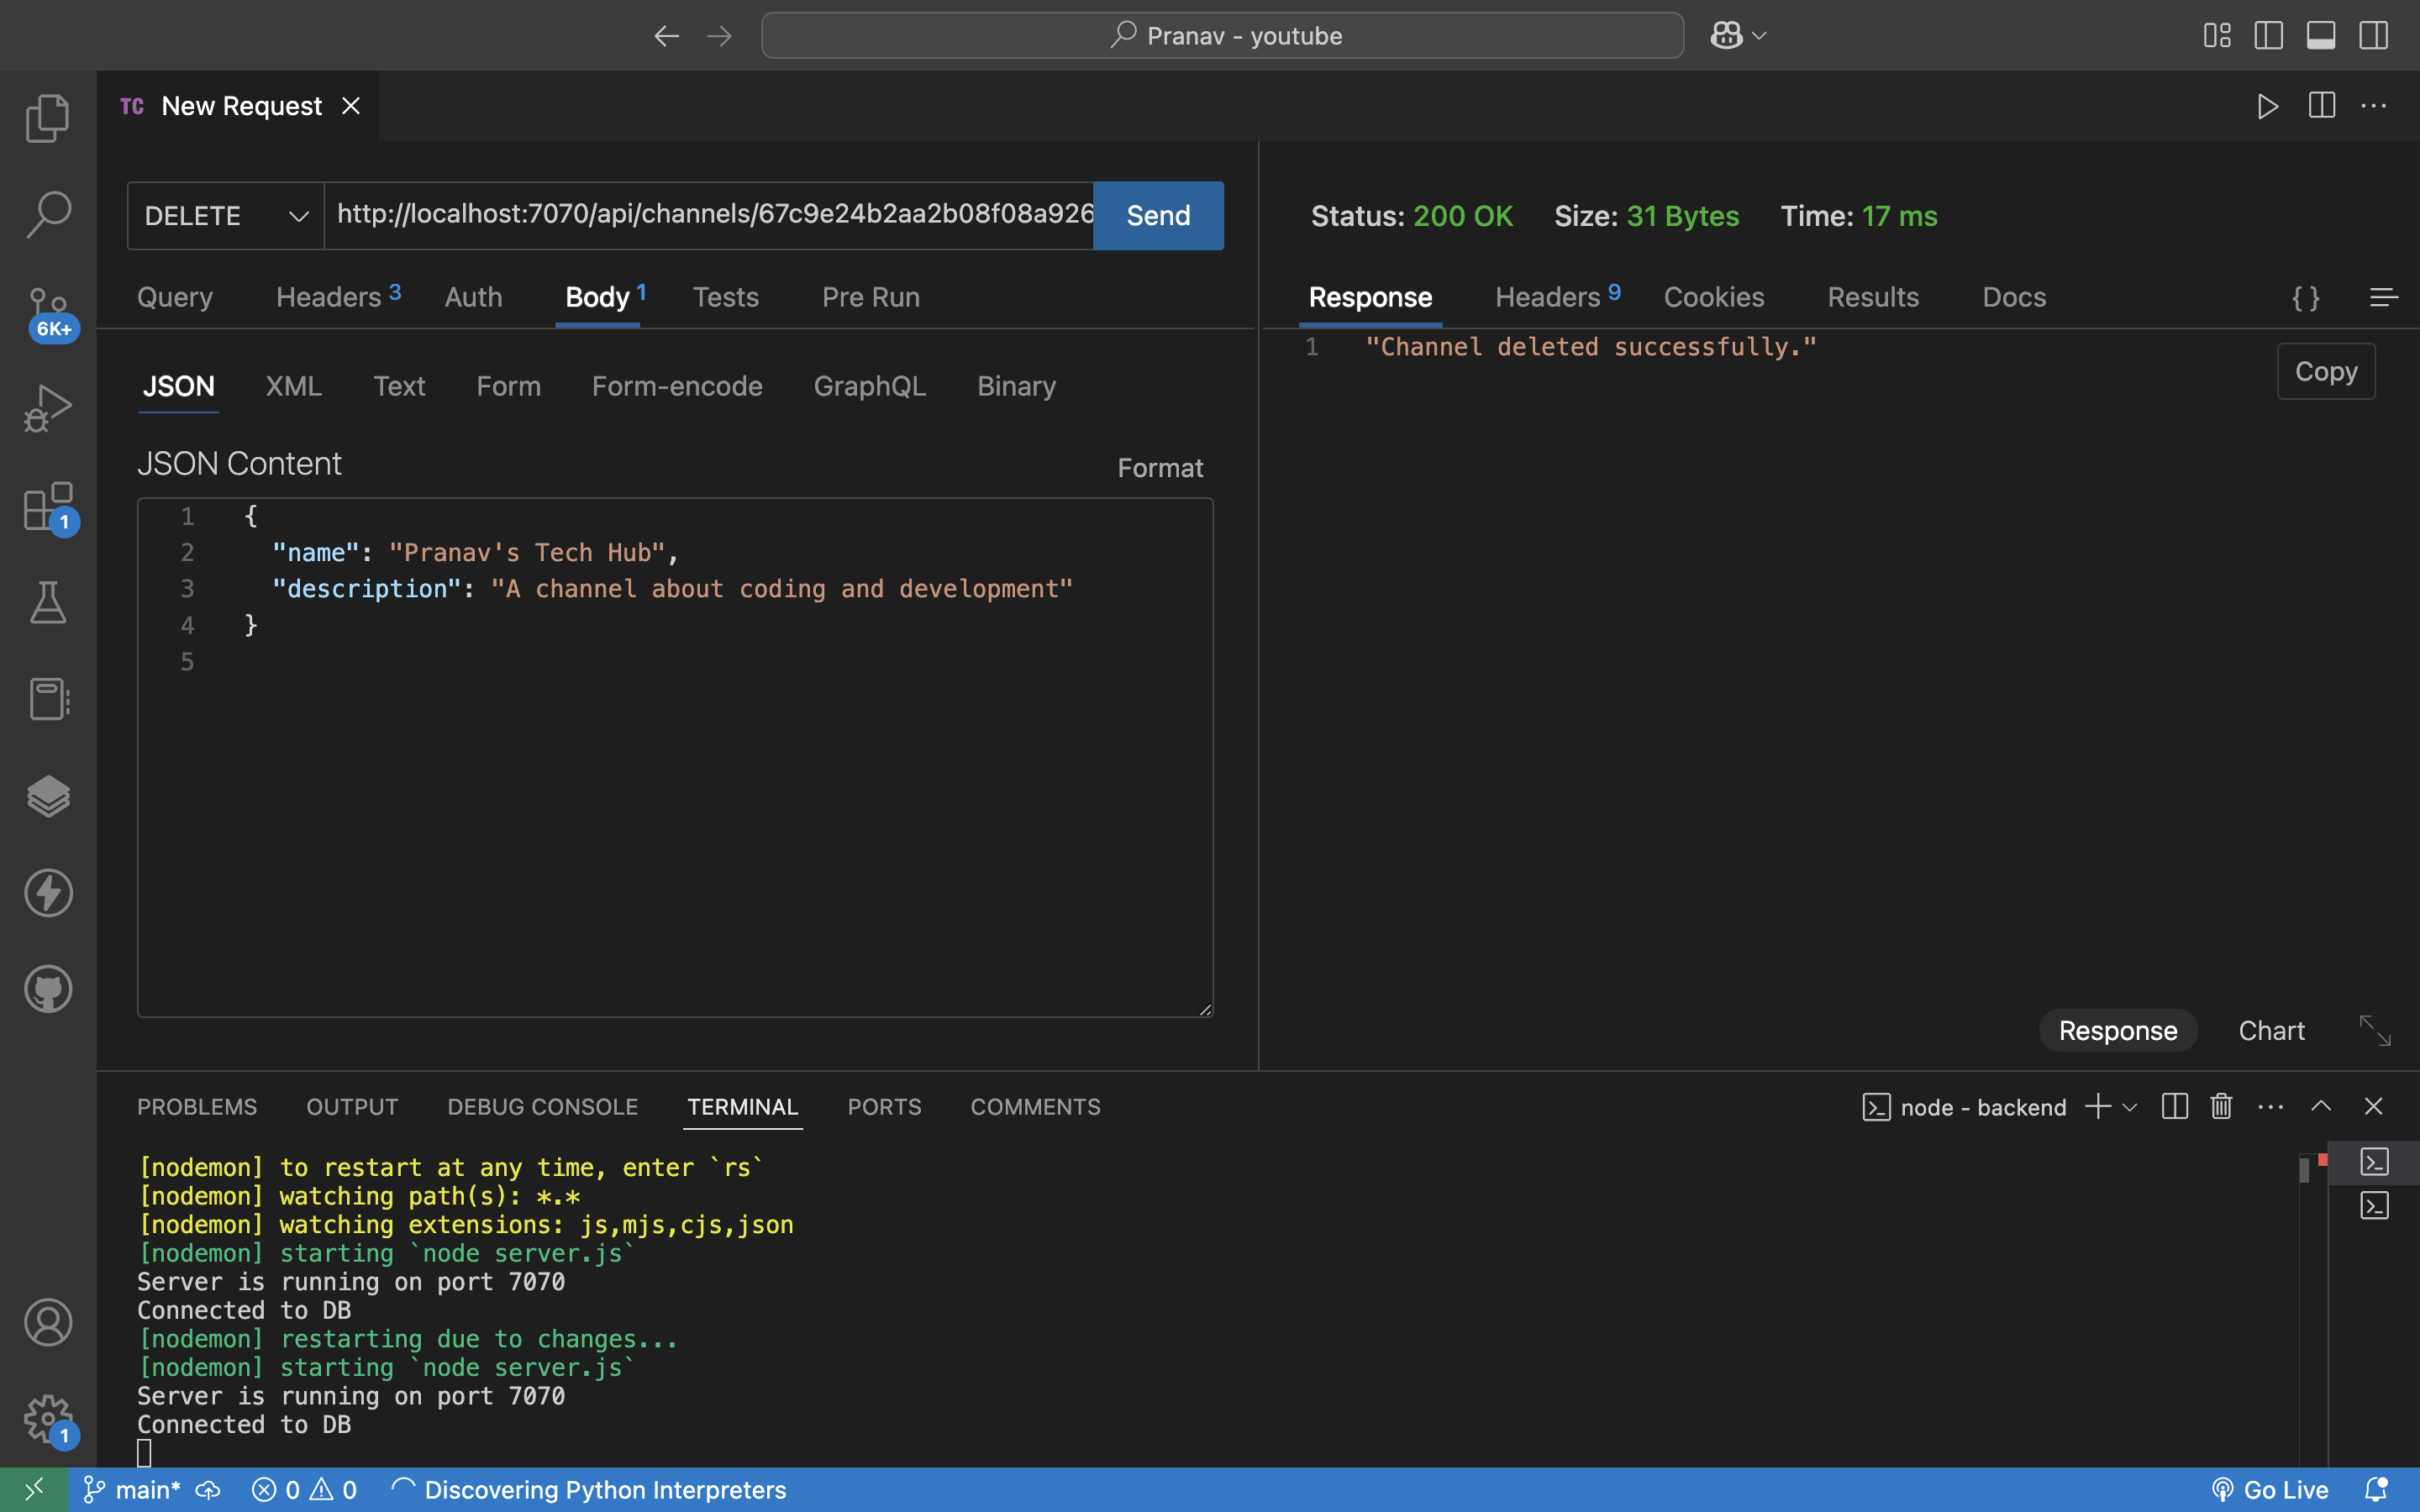 Pranav - youtube
TC New Request
DELETE http://localhost:7070/api/channels/67c9e24b2aa2b08f08a926 Send
Status: 200 OK Size: 31 Bytes Time: 17 ms
Query Headers 3 Auth Body 1 Tests Pre Run
Response Headers 9 Cookies Results Docs { }
6K+
1 "Channel deleted successfully."
Copy
JSON XML Text Form Form-encode GraphQL Binary
JSON Content
Format
1 {
2 "name": "Pranav's Tech Hub",
3 "description": "A channel about coding and development"
4 }
5
1
Response Chart
PROBLEMS OUTPUT DEBUG CONSOLE TERMINAL PORTS COMMENTS
node - backend
[nodemon] to restart at any time, enter `rs`
[nodemon] watching path(s): *.*
[nodemon] watching extensions: js,mjs,cjs,json
[nodemon] starting `node server.js`
Server is running on port 7070
Connected to DB
[nodemon] restarting due to changes...
[nodemon] starting `node server.js`
Server is running on port 7070
Connected to DB
1
main* 0 0 Discovering Python Interpreters
Go Live